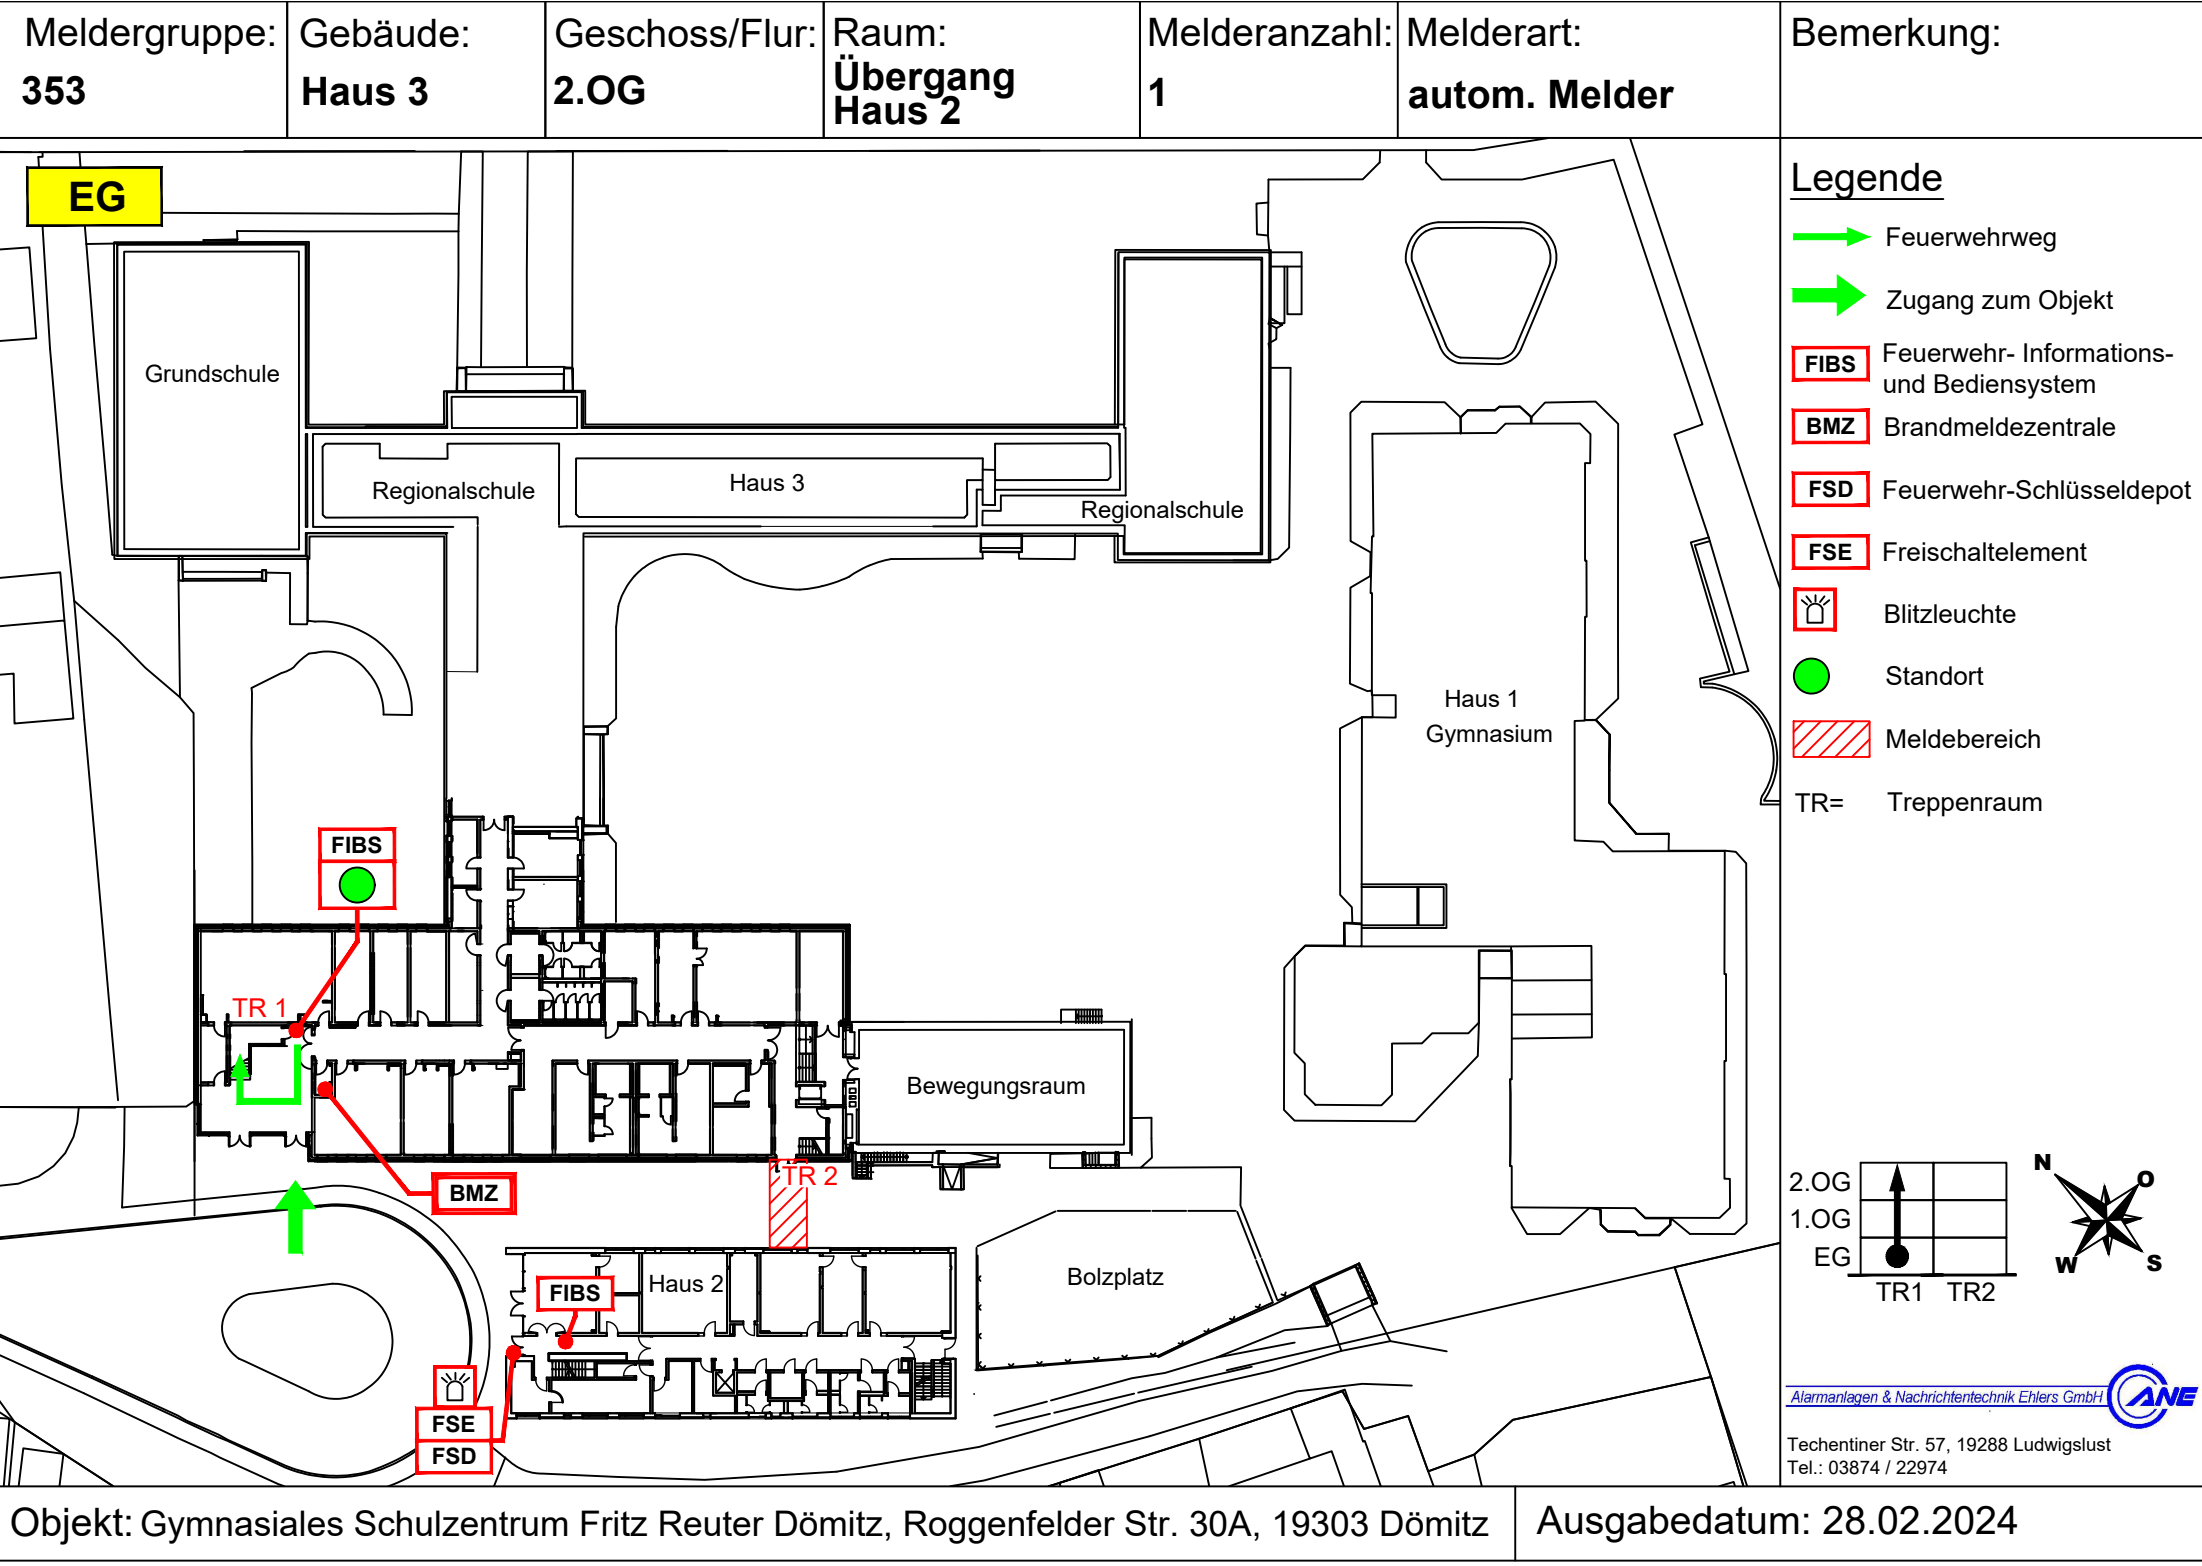 Meldergruppe:
353
Gebäude:
Haus 3
Geschoss/Flur:
2.OG
Raum:
Übergang
Haus 2
Melderanzahl:
1
Melderart:
autom. Melder
Bemerkung:
EG
Grundschule
Regionalschule
Haus 3
Regionalschule
Haus 1
Gymnasium
FIBS
TR 1
Bewegungsraum
BMZ
TR 2
FIBS
Haus 2
Bolzplatz
FSE
FSD
Legende
Feuerwehrweg
Zugang zum Objekt
FIBS Feuerwehr- Informations-
und Bediensystem
BMZ Brandmeldezentrale
FSD Feuerwehr-Schlüsseldepot
FSE Freischaltelement
Blitzleuchte
Standort
Meldebereich
TR= Treppenraum
2.OG
1.OG
EG
TR1 TR2
N
O
W
S
Alarmanlagen & Nachrichtentechnik Ehlers GmbH
ANE
Techentiner Str. 57, 19288 Ludwigslust
Tel.: 03874 / 22974
Objekt: Gymnasiales Schulzentrum Fritz Reuter Dömitz, Roggenfelder Str. 30A, 19303 Dömitz
Ausgabedatum: 28.02.2024